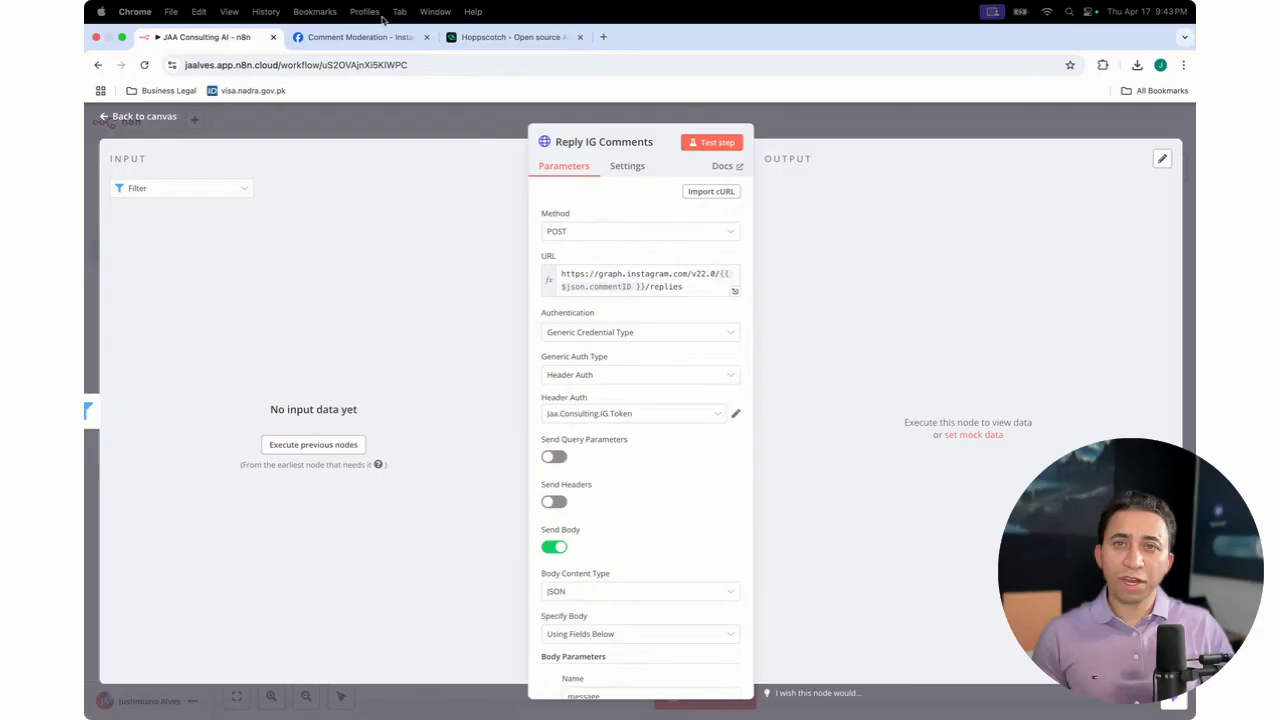 Chrome File Edit View History Bookmarks Profiles Tab Window Help Thu Apr 17 9:43 PM
JAA Consulting AI - n8n Comment Moderation - Insta Hoppscotch - Open source A
jaalves.app.n8n.cloud/workflow/uS2OVAjnXi5KlWPC
Business Legal visa.nadra.gov.pk All Bookmarks
Back to canvas
INPUT
Filter
No input data yet
Execute previous nodes
(From the earliest node that needs it )
Reply IG Comments Test step
Parameters Settings Docs
Import cURL
Method
POST
URL
fx https://graph.instagram.com/v22.0/{{
$json.commentID }}/replies
Authentication
Generic Credential Type
Generic Auth Type
Header Auth
Header Auth
Jaa.Consulting.IG.Token
Send Query Parameters
Send Headers
Send Body
Body Content Type
JSON
Specify Body
Using Fields Below
Body Parameters
Name
message
OUTPUT
Execute this node to view data
or set mock data
Justimiano Alves
I wish this node would...